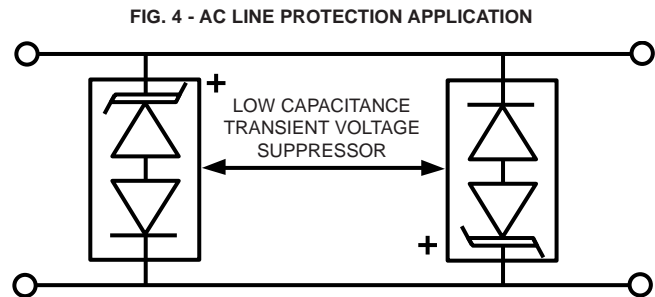 FIG. 4 - AC LINE PROTECTION APPLICATION
+
LOW CAPACITANCE
TRANSIENT VOLTAGE
SUPPRESSOR
+